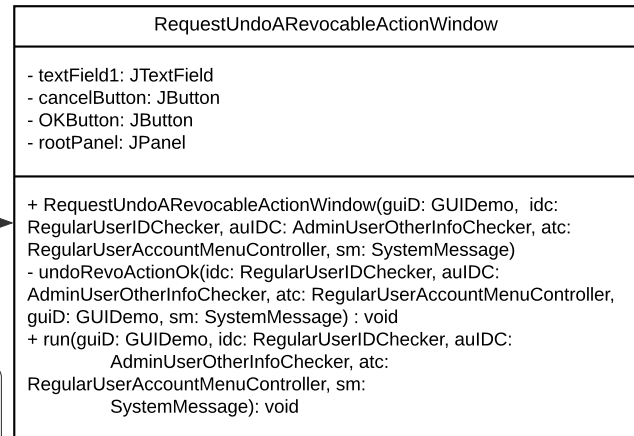 RequestUndoARevocableActionWindow
- textField1: JTextField
- cancelButton: JButton
- OKButton: JButton
- rootPanel: JPanel
+ RequestUndoARevocableActionWindow(guiD: GUIDemo, idc:
RegularUserIDChecker, auIDC: AdminUserOtherInfoChecker, atc:
RegularUserAccountMenuController, sm: SystemMessage)
- undoRevoActionOk(idc: RegularUserIDChecker, auIDC:
AdminUserOtherInfoChecker, atc: RegularUserAccountMenuController,
guiD: GUIDemo, sm: SystemMessage) : void
+ run(guiD: GUIDemo, idc: RegularUserIDChecker, auIDC:
AdminUserOtherInfoChecker, atc:
RegularUserAccountMenuController, sm:
SystemMessage): void